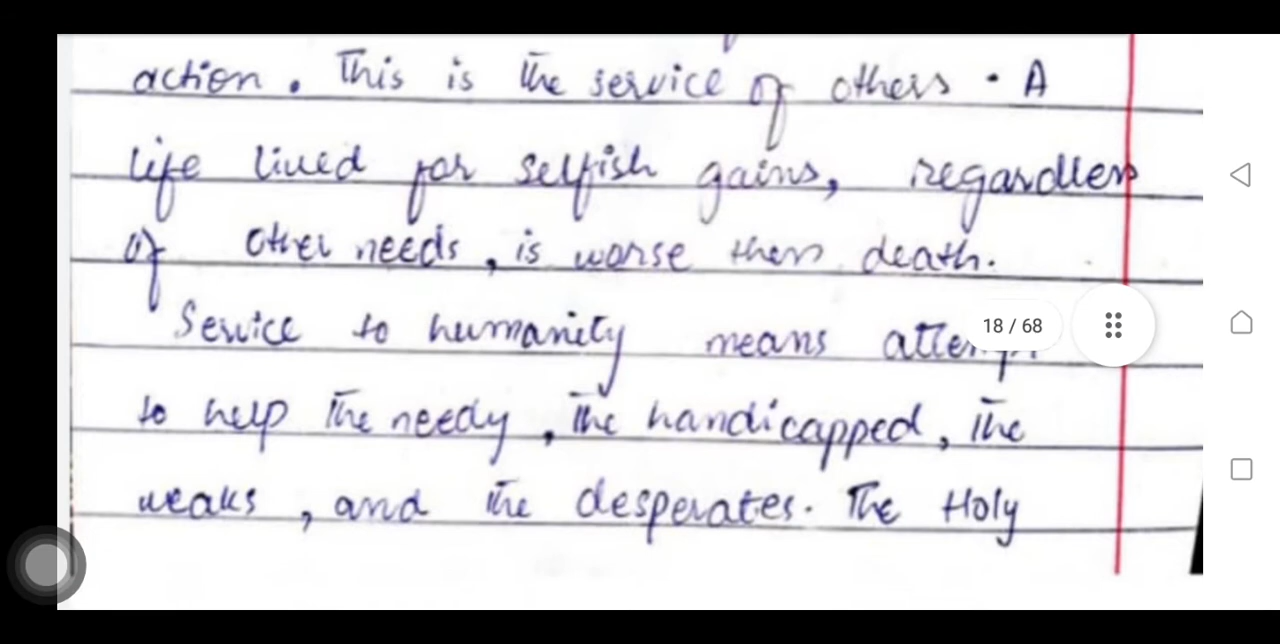 action. This is the service of others. A
life lived for selfish gains, regardless
of other needs, is worse then death.
Service to humanity means attempt
18 / 68
to help the needy, the handicapped, the
weaks, and the desperates. The Holy